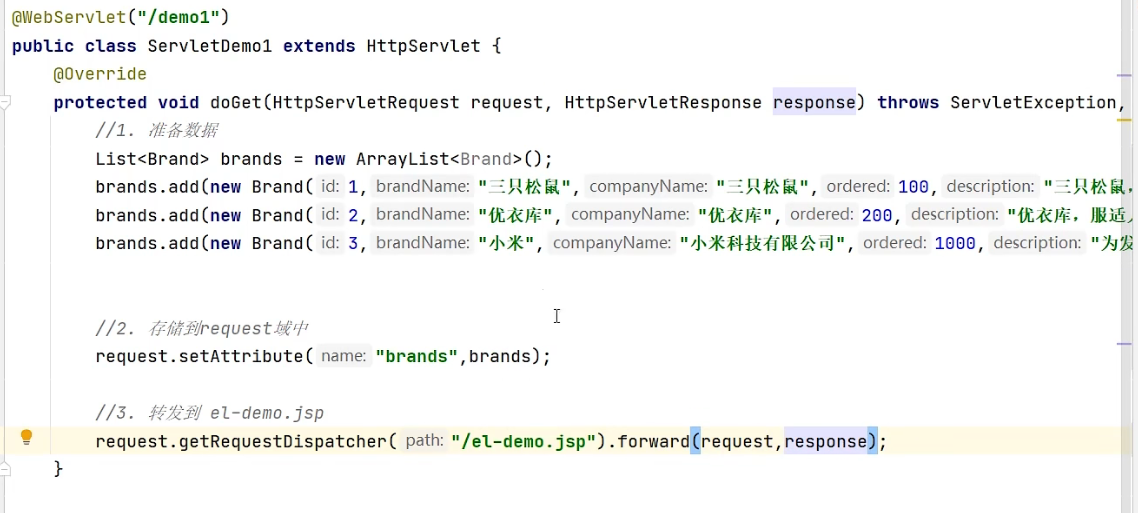 @WebServlet("/demo1")
public class ServletDemo1 extends HttpServlet {
@Override
protected void doGet(HttpServletRequest request, HttpServletResponse response) throws ServletException,
//1. 准备数据
List<Brand> brands = new ArrayList<Brand>();
brands.add(new Brand( id: 1, brandName: "三只松鼠", companyName: "三只松鼠", ordered: 100, description: "三只松鼠,
brands.add(new Brand( id: 2, brandName: "优衣库", companyName: "优衣库", ordered: 200, description: "优衣库，服适
brands.add(new Brand( id: 3, brandName: "小米", companyName: "小米科技有限公司", ordered: 1000, description: "为发
//2. 存储到request域中
request.setAttribute( name: "brands",brands);
//3. 转发到 el-demo.jsp
request.getRequestDispatcher( path: "/el-demo.jsp").forward(request,response);
}